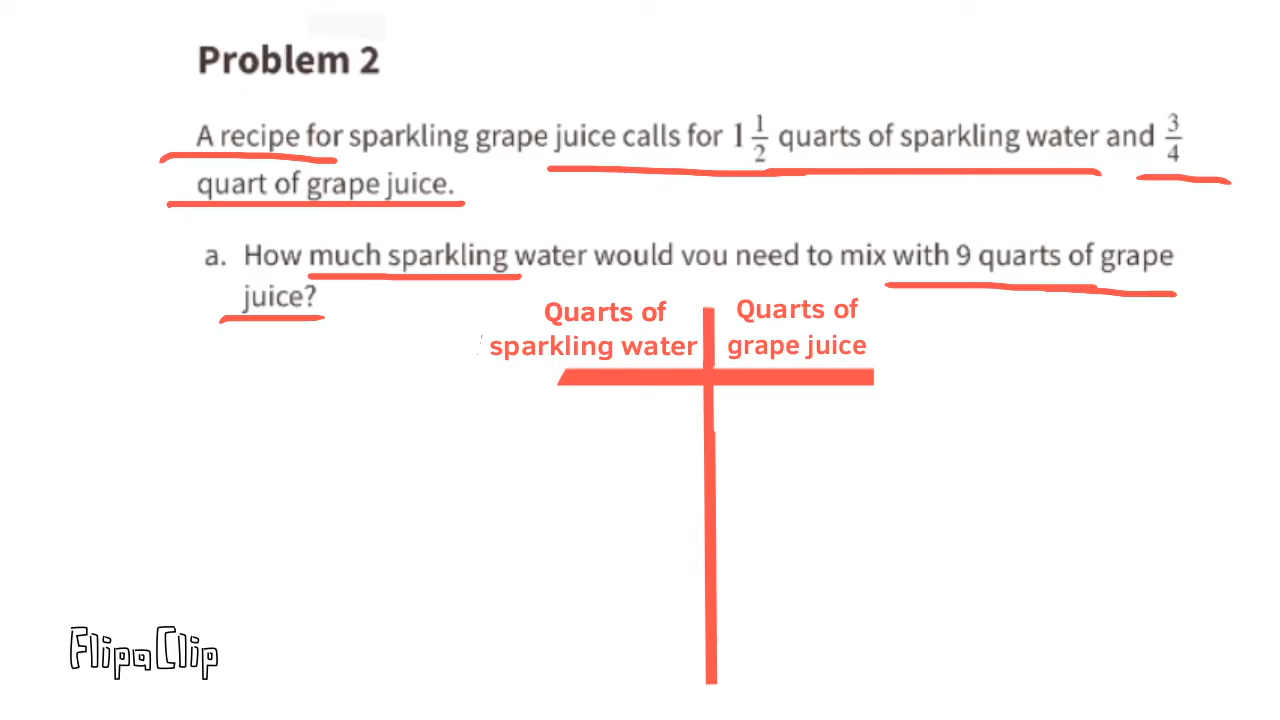 Problem 2
A recipe for sparkling grape juice calls for 1 1/2 quarts of sparkling water and 3/4
quart of grape juice.
a. How much sparkling water would you need to mix with 9 quarts of grape
juice?
Quarts of
sparkling water
Quarts of
grape juice
FlipaClip